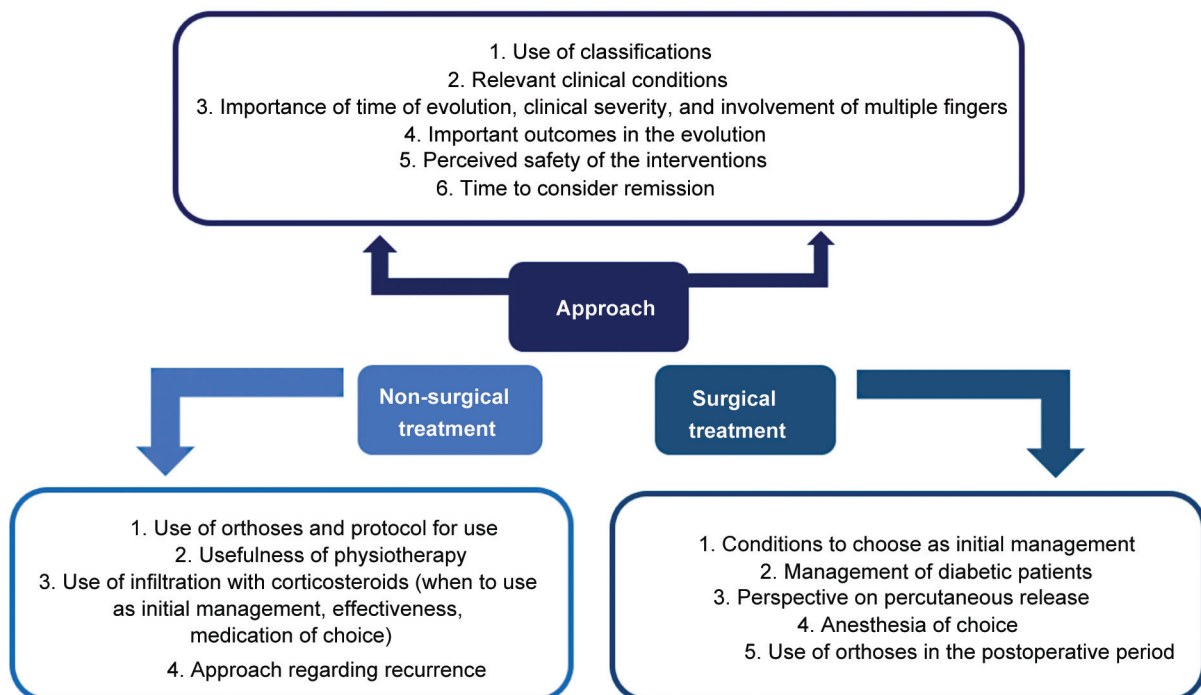 1. Use of classifications
2. Relevant clinical conditions
3. Importance of time of evolution, clinical severity, and involvement of multiple fingers
4. Important outcomes in the evolution
5. Perceived safety of the interventions
6. Time to consider remission
Approach
Non-surgical
treatment
Surgical
treatment
1. Use of orthoses and protocol for use
2. Usefulness of physiotherapy
3. Use of infiltration with corticosteroids (when to use
as initial management, effectiveness,
medication of choice)
4. Approach regarding recurrence
1. Conditions to choose as initial management
2. Management of diabetic patients
3. Perspective on percutaneous release
4. Anesthesia of choice
5. Use of orthoses in the postoperative period